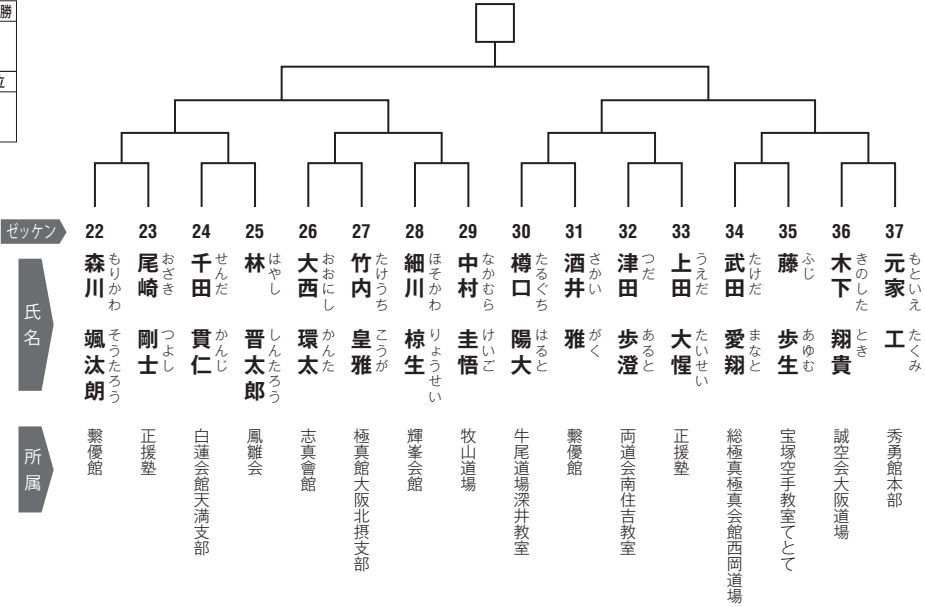 勝
位
ゼッケン
22 23 24 25 26 27 28 29 30 31 32 33 34 35 36 37
氏名
森川 颯汰朗
もりかわ そうたろう
尾崎 剛士
おざき つよし
千田 貫仁
せんだ かんじ
林 晋太郎
はやし しんたろう
大西 環太
おおにし かんた
竹内 皇雅
たけうち こうが
細川 椋生
ほそかわ りょうせい
中村 圭悟
なかむら けいご
樽口 陽大
たるぐち はると
酒井 雅
さかい がく
津田 歩澄
つだ あると
上田 大惺
うえだ たいせい
武田 愛翔
たけだ まなと
藤 歩生
ふじ あゆむ
木下 翔貴
きのした とき
元家 工
もといえ たくみ
所属
繋優館
正援塾
白蓮会館天満支部
鳳雛会
志真會館
極真館大阪北摂支部
輝峯会館
牧山道場
牛尾道場深井教室
繋優館
両道会南住吉教室
正援塾
総極真極真会館西岡道場
宝塚空手教室てとて
誠空会大阪道場
秀勇館本部